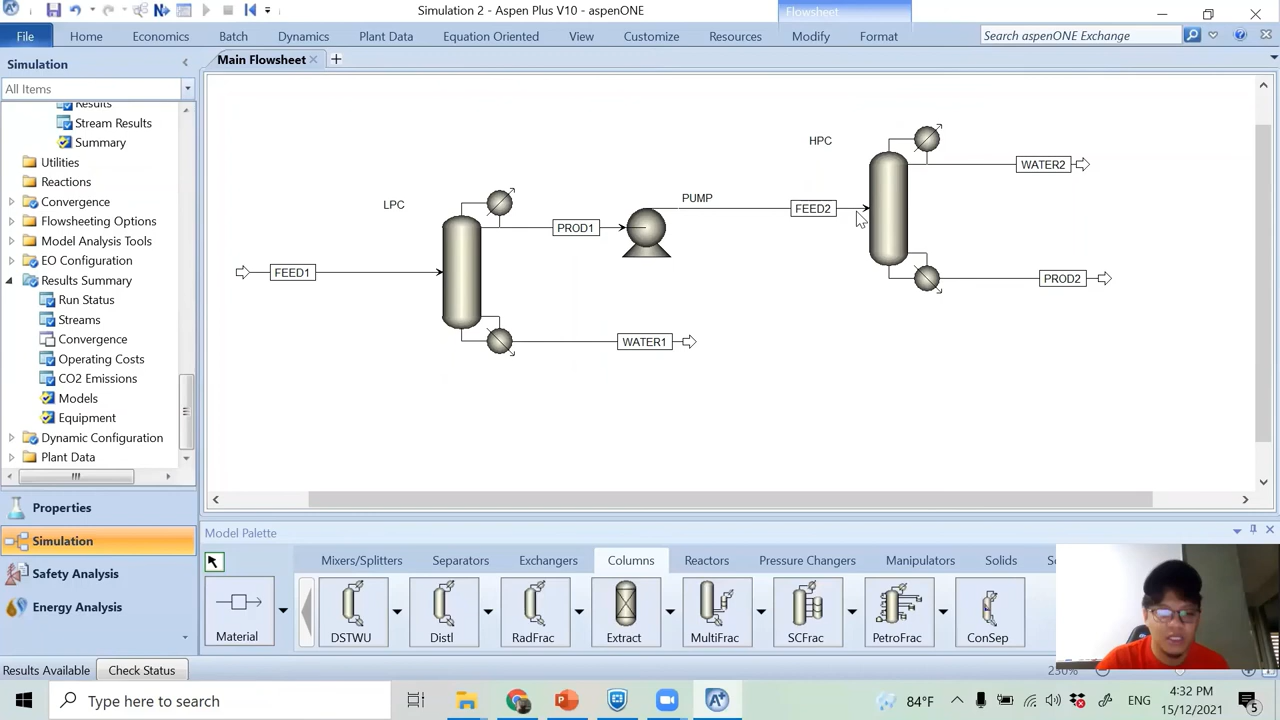 Simulation 2 - Aspen Plus V10 - aspenONE
Flowsheet
File Home Economics Batch Dynamics Plant Data Equation Oriented View Customize Resources Modify Format Search aspenONE Exchange
Simulation
Main Flowsheet
All Items
Results
Stream Results
Summary
Utilities
Reactions
Convergence
Flowsheeting Options
Model Analysis Tools
EO Configuration
Results Summary
Run Status
Streams
Convergence
Operating Costs
CO2 Emissions
Models
Equipment
Dynamic Configuration
Plant Data
Properties
Simulation
Safety Analysis
Energy Analysis
HPC
WATER2
LPC
PUMP
FEED2
PROD1
FEED1
PROD2
WATER1
Model Palette
Mixers/Splitters Separators Exchangers Columns Reactors Pressure Changers Manipulators Solids
Material DSTWU Distl RadFrac Extract MultiFrac SCFrac PetroFrac ConSep
Results Available Check Status
250%
Type here to search
84°F
ENG
4:32 PM
15/12/2021
5